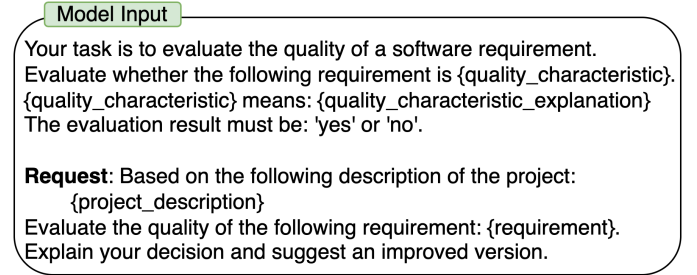 Model Input
Your task is to evaluate the quality of a software requirement.
Evaluate whether the following requirement is {quality_characteristic}.
{quality_characteristic} means: {quality_characteristic_explanation}
The evaluation result must be: 'yes' or 'no'.
Request: Based on the following description of the project:
{project_description}
Evaluate the quality of the following requirement: {requirement}.
Explain your decision and suggest an improved version.